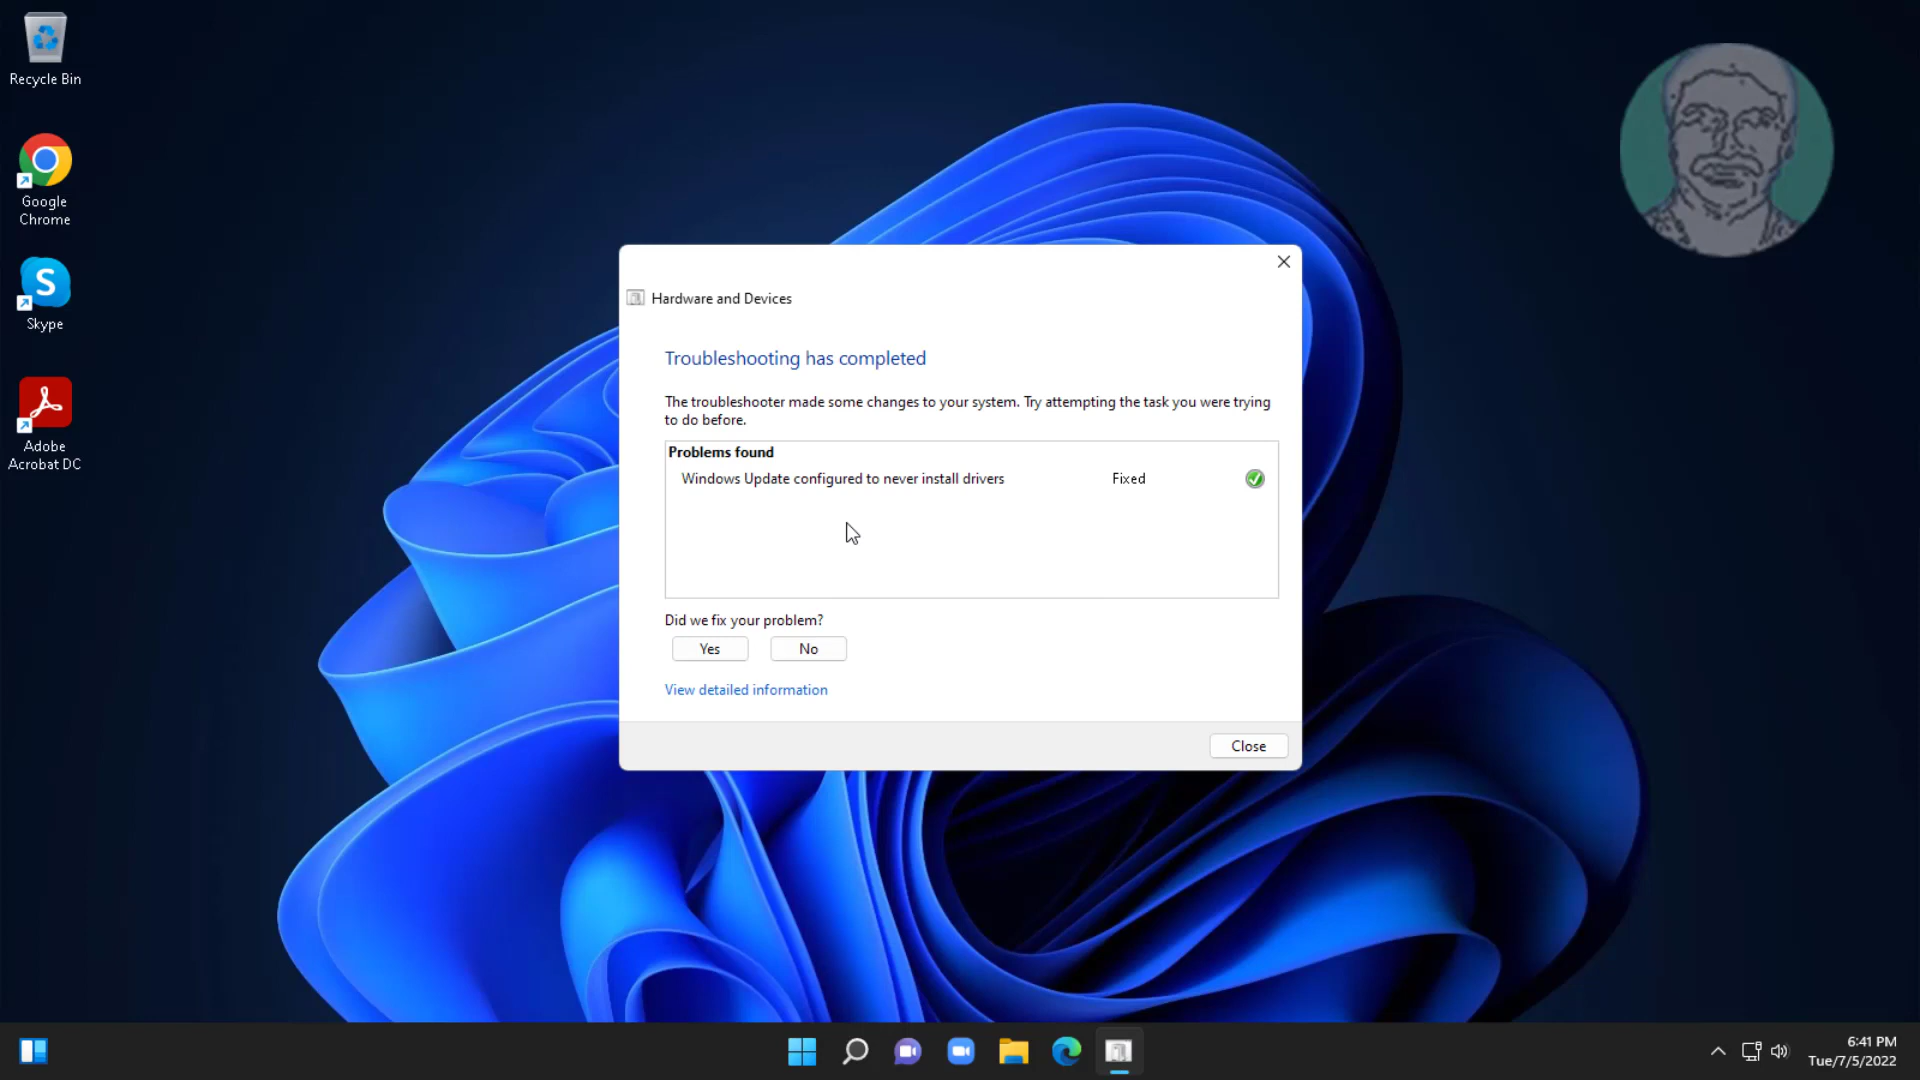 Recycle Bin
Google
Chrome
S
Skype
Adobe
Acrobat DC
Hardware and Devices
Troubleshooting has completed
The troubleshooter made some changes to your system. Try attempting the task you were trying
to do before.
Problems found
Windows Update configured to never install drivers Fixed
Did we fix your problem?
Yes No
View detailed information
Close
6:41 PM
Tue/7/5/2022